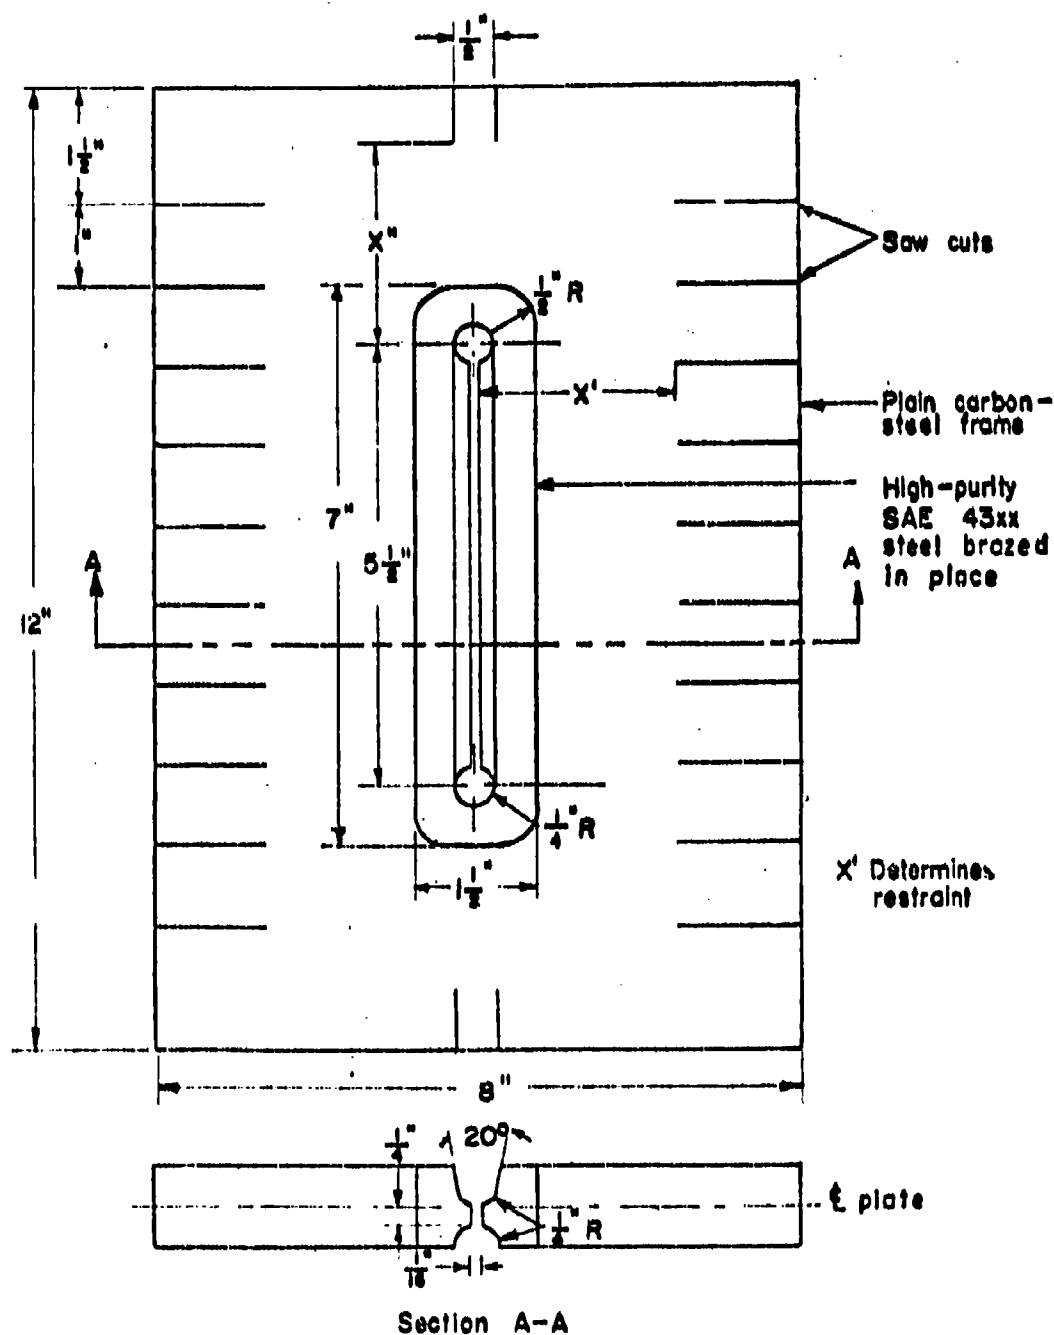 1/2"
1 1/2"
1"
X"
Saw cuts
1/2" R
X'
Plain carbon-
steel frame
High-purity
SAE 43xx
steel brazed
in place
7"
5 1/2"
A
A
12"
1/4" R
1 1/2"
X' Determines
restraint
8"
20°
1/4"
℄ plate
R
1/16"
Section A-A